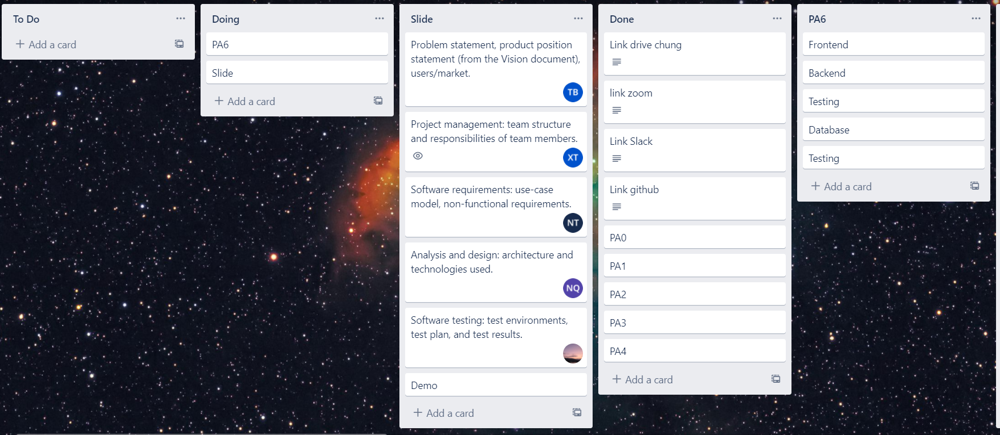 To Do
Add a card
Doing
PA6
Slide
Add a card
Slide
Problem statement, product position
statement (from the Vision document),
users/market.
TB
Project management: team structure
and responsibilities of team members.
XT
Software requirements: use-case
model, non-functional requirements.
NT
Analysis and design: architecture and
technologies used.
NQ
Software testing: test environments,
test plan, and test results.
Demo
Add a card
Done
Link drive chung
link zoom
Link Slack
Link github
PA0
PA1
PA2
PA3
PA4
Add a card
PA6
Frontend
Backend
Testing
Database
Testing
Add a card